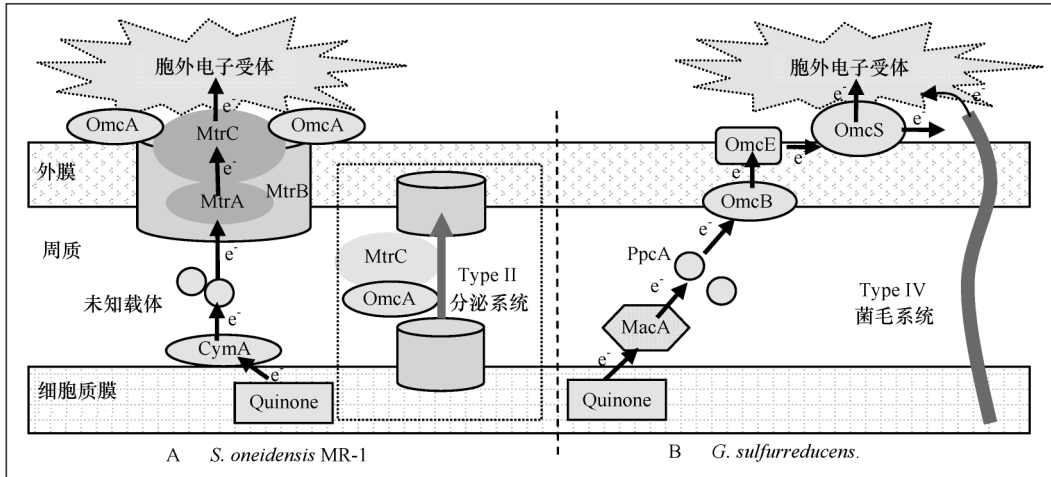 胞外电子受体
e-
OmcA
MtrC
OmcA
e-
MtrA
MtrB
外膜
周质
e-
未知载体
e-
CymA
e-
细胞质膜
Quinone
MtrC
OmcA
Type II
分泌系统
A S. oneidensis MR-1
胞外电子受体
e-
e-
OmcS
e-
OmcE
e-
e-
OmcB
PpcA
e-
e-
MacA
e-
Quinone
Type IV
菌毛系统
B G. sulfurreducens.